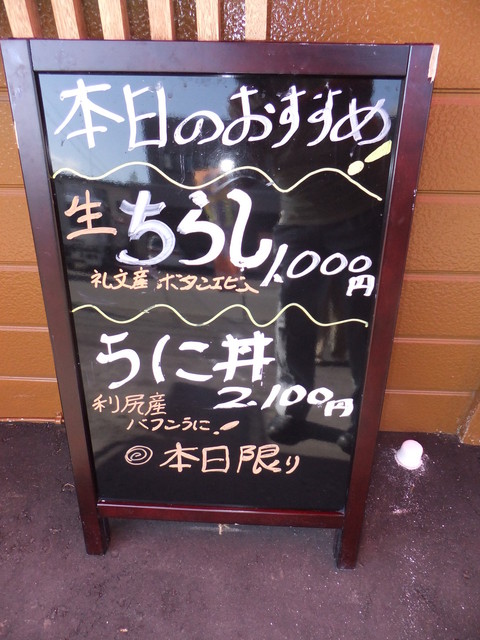 本日のおすすめ!
生ちらし 1.000円
礼文産 ボタンエビ入
うに丼
利尻産 2.100円
バフンうに!
◎本日限り